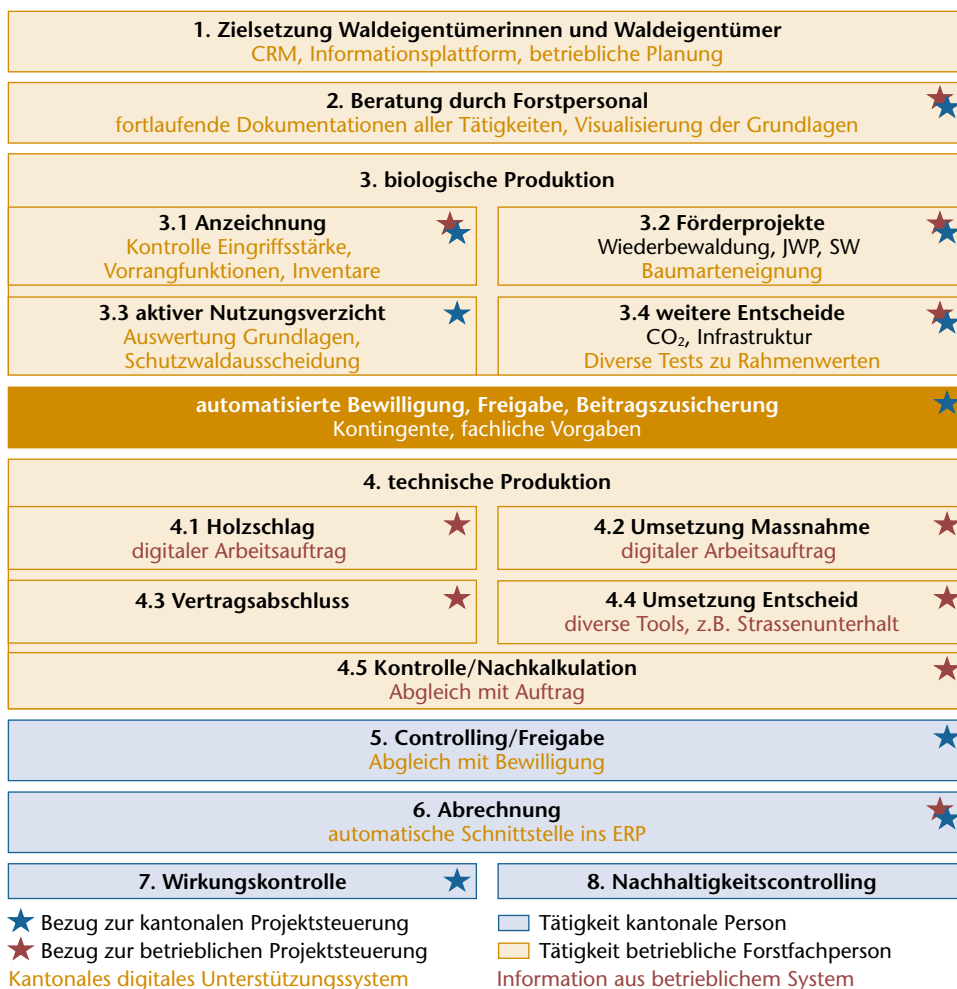 1. Zielsetzung Waldeigentümerinnen und Waldeigentümer
CRM, Informationsplattform, betriebliche Planung
2. Beratung durch Forstpersonal
fortlaufende Dokumentationen aller Tätigkeiten, Visualisierung der Grundlagen
3. biologische Produktion
3.1 Anzeichnung
Kontrolle Eingriffsstärke,
Vorrangfunktionen, Inventare
3.2 Förderprojekte
Wiederbewaldung, JWP, SW
Baumarteneignung
3.3 aktiver Nutzungsverzicht
Auswertung Grundlagen,
Schutzwaldausscheidung
3.4 weitere Entscheide
CO₂, Infrastruktur
Diverse Tests zu Rahmenwerten
automatisierte Bewilligung, Freigabe, Beitragszusicherung
Kontingente, fachliche Vorgaben
4. technische Produktion
4.1 Holzschlag
digitaler Arbeitsauftrag
4.2 Umsetzung Massnahme
digitaler Arbeitsauftrag
4.3 Vertragsabschluss
4.4 Umsetzung Entscheid
diverse Tools, z.B. Strassenunterhalt
4.5 Kontrolle/Nachkalkulation
Abgleich mit Auftrag
5. Controlling/Freigabe
Abgleich mit Bewilligung
6. Abrechnung
automatische Schnittstelle ins ERP
7. Wirkungskontrolle
8. Nachhaltigkeitscontrolling
Bezug zur kantonalen Projektsteuerung
Bezug zur betrieblichen Projektsteuerung
Kantonales digitales Unterstützungssystem
Tätigkeit kantonale Person
Tätigkeit betriebliche Forstfachperson
Information aus betrieblichem System